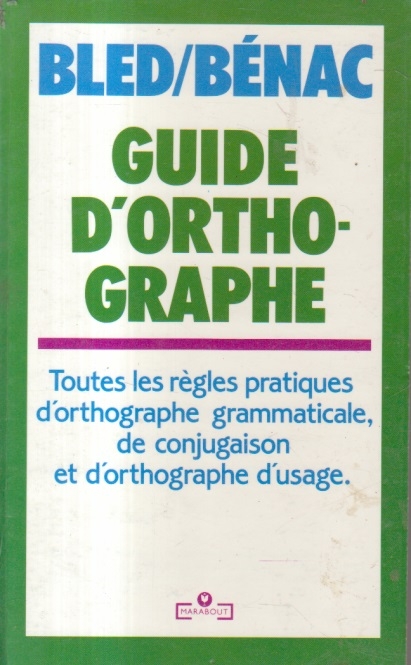 BLED/BÉNAC
GUIDE
D'ORTHO-
GRAPHE
Toutes les règles pratiques
d'orthographe grammaticale,
de conjugaison
et d'orthographe d'usage.
MARABOUT